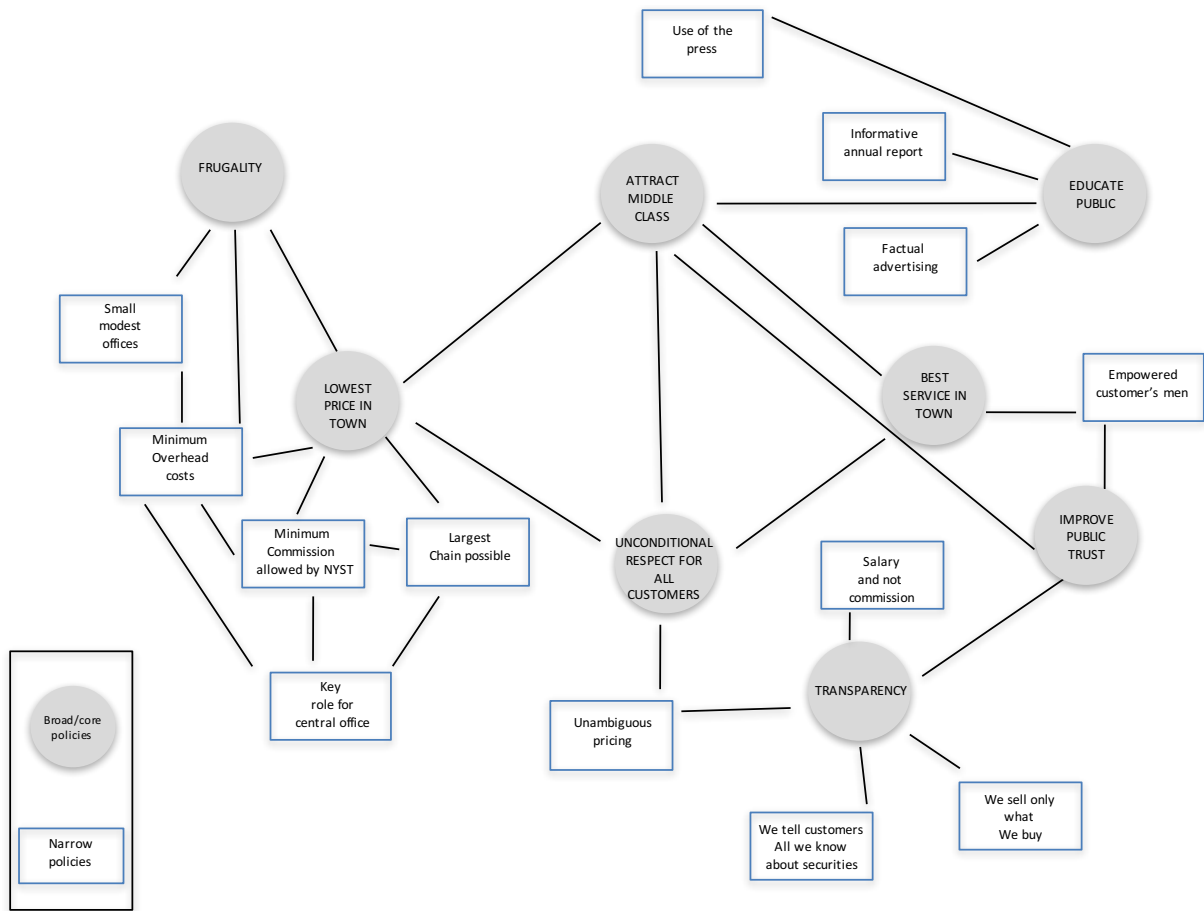 Use of the
press
Informative
annual report
FRUGALITY
ATTRACT
MIDDLE
CLASS
EDUCATE
PUBLIC
Factual
advertising
Small
modest
offices
LOWEST
PRICE IN
TOWN
BEST
SERVICE IN
TOWN
Empowered
customer’s men
Minimum
Overhead
costs
Minimum
Commission
allowed by NYST
Largest
Chain possible
UNCONDITIONAL
RESPECT FOR
ALL
CUSTOMERS
IMPROVE
PUBLIC
TRUST
Salary
and not
commission
Key
role for
central office
TRANSPARENCY
Unambiguous
pricing
Broad/core
policies
We sell only
what
We buy
We tell customers
All we know
about securities
Narrow
policies